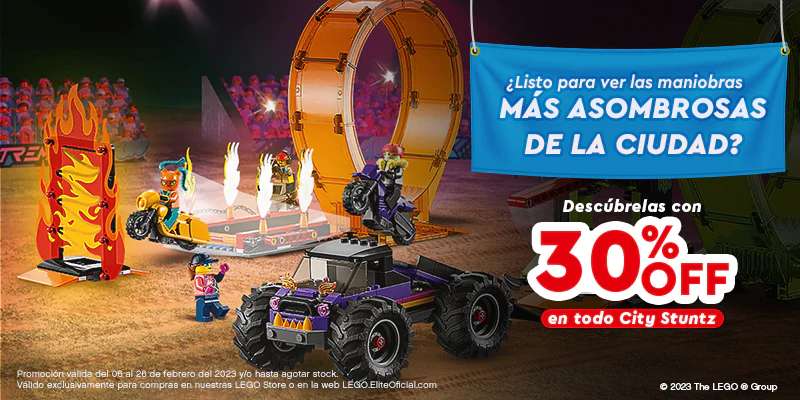 ¿Listo para ver las maniobras
MÁS ASOMBROSAS
DE LA CIUDAD?
Descúbrelas con
30% OFF
en todo City Stuntz
Promoción válida del 06 al 26 de febrero del 2023 y/o hasta agotar stock.
Válido exclusivamente para compras en nuestras LEGO Store o en la web LEGO.EliteOficial.com
© 2023 The LEGO ® Group